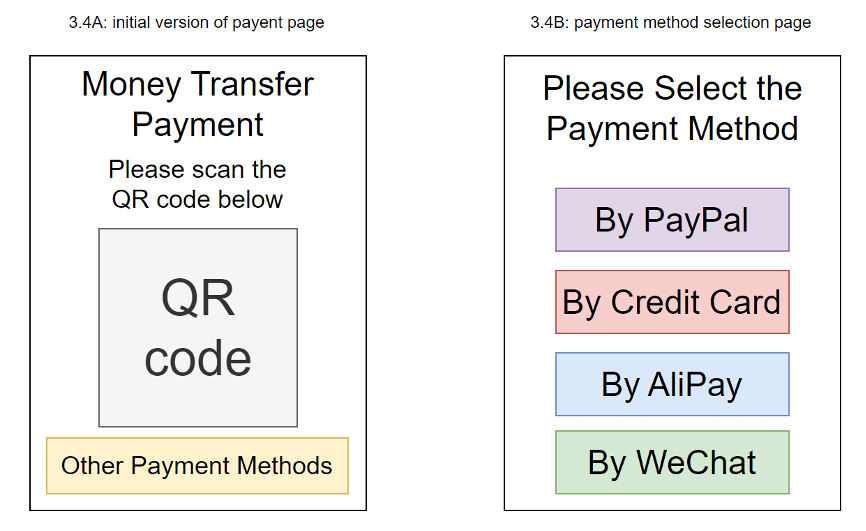 3.4A: initial version of payent page
3.4B: payment method selection page
Money Transfer
Payment
Please scan the
QR code below
QR
code
Other Payment Methods
Please Select the
Payment Method
By PayPal
By Credit Card
By AliPay
By WeChat